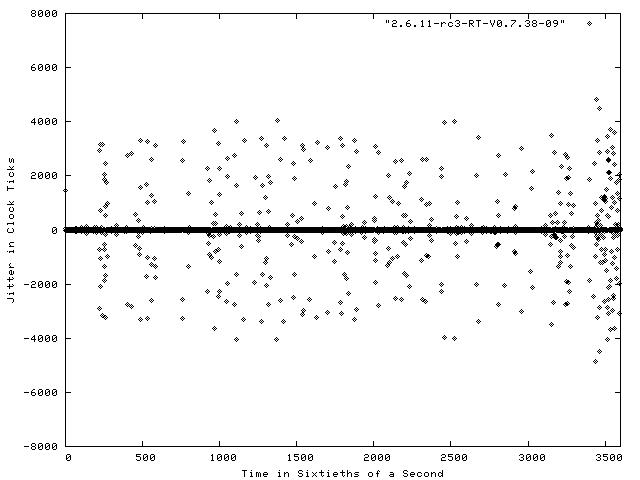 8000
"2.6.11-rc3-RT-V0.7.38-09"
6000
4000
2000
0
-2000
-4000
-6000
-8000
Jitter in Clock Ticks
0 500 1000 1500 2000 2500 3000 3500
Time in Sixtieths of a Second